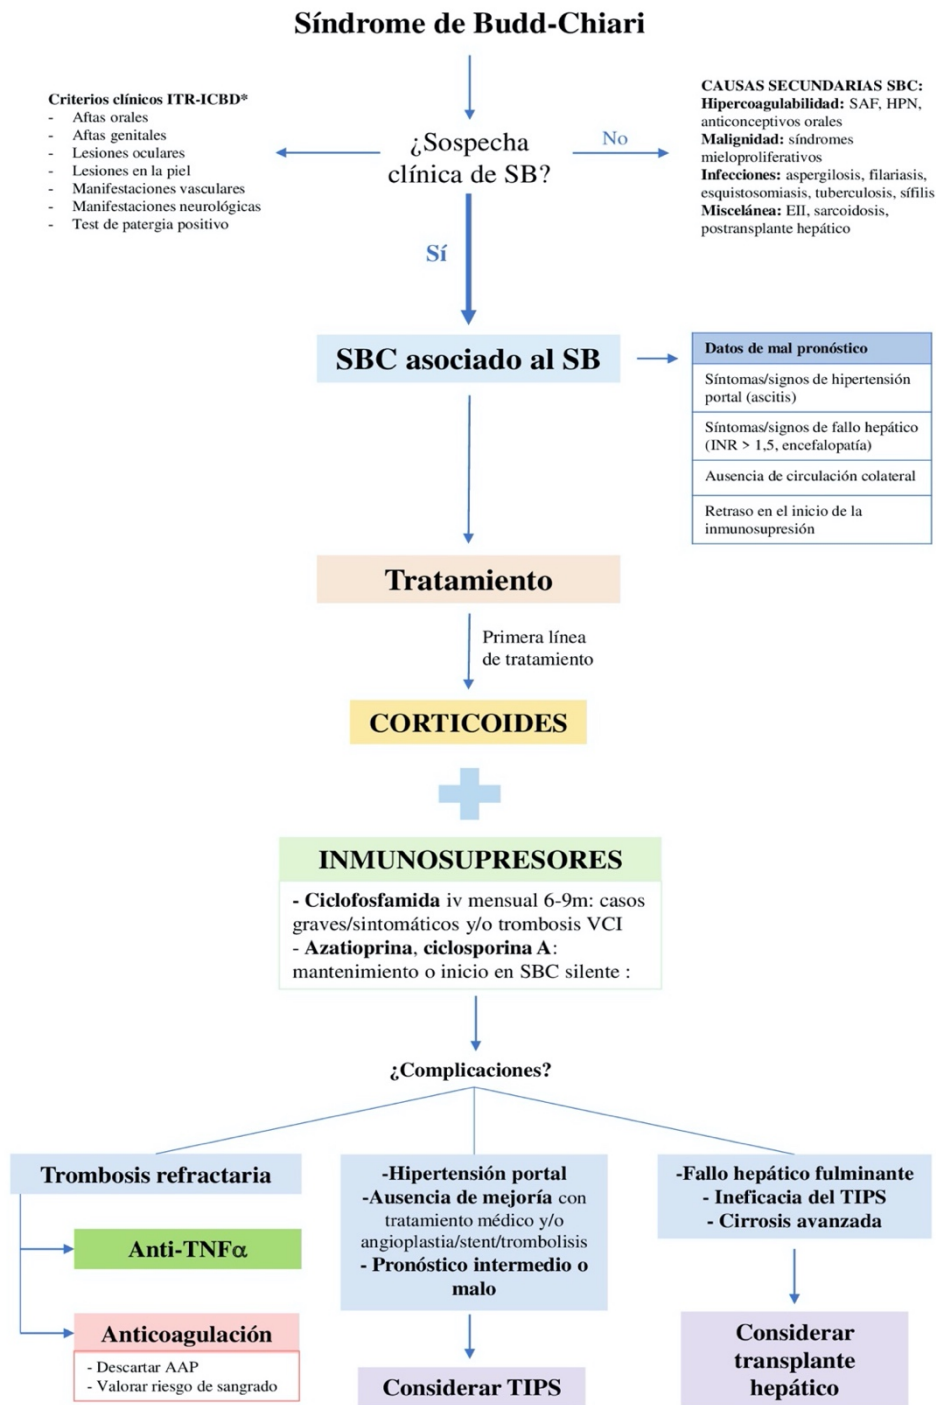 Síndrome de Budd-Chiari
Criterios clínicos ITR-ICBD*
- Aftas orales
- Aftas genitales
- Lesiones oculares
- Lesiones en la piel
- Manifestaciones vasculares
- Manifestaciones neurológicas
- Test de patergia positivo
¿Sospecha
clínica de SB?
No
CAUSAS SECUNDARIAS SBC:
Hipercoagulabilidad: SAF, HPN,
anticonceptivos orales
Malignidad: síndromes
mieloproliferativos
Infecciones: aspergilosis, filariasis,
esquistosomiasis, tuberculosis, sífilis
Miscelánea: EII, sarcoidosis,
postransplante hepático
Sí
SBC asociado al SB
Datos de mal pronóstico
Síntomas/signos de hipertensión
portal (ascitis)
Síntomas/signos de fallo hepático
(INR > 1,5, encefalopatía)
Ausencia de circulación colateral
Retraso en el inicio de la
inmunosupresión
Tratamiento
Primera línea
de tratamiento
CORTICOIDES
INMUNOSUPRESORES
- Ciclofosfamida iv mensual 6-9m: casos
graves/sintomáticos y/o trombosis VCI
- Azatioprina, ciclosporina A:
mantenimiento o inicio en SBC silente :
¿Complicaciones?
Trombosis refractaria
Anti-TNFα
Anticoagulación
- Descartar AAP
- Valorar riesgo de sangrado
-Hipertensión portal
-Ausencia de mejoría con
tratamiento médico y/o
angioplastia/stent/trombolisis
- Pronóstico intermedio o
malo
Considerar TIPS
-Fallo hepático fulminante
- Ineficacia del TIPS
- Cirrosis avanzada
Considerar
transplante
hepático